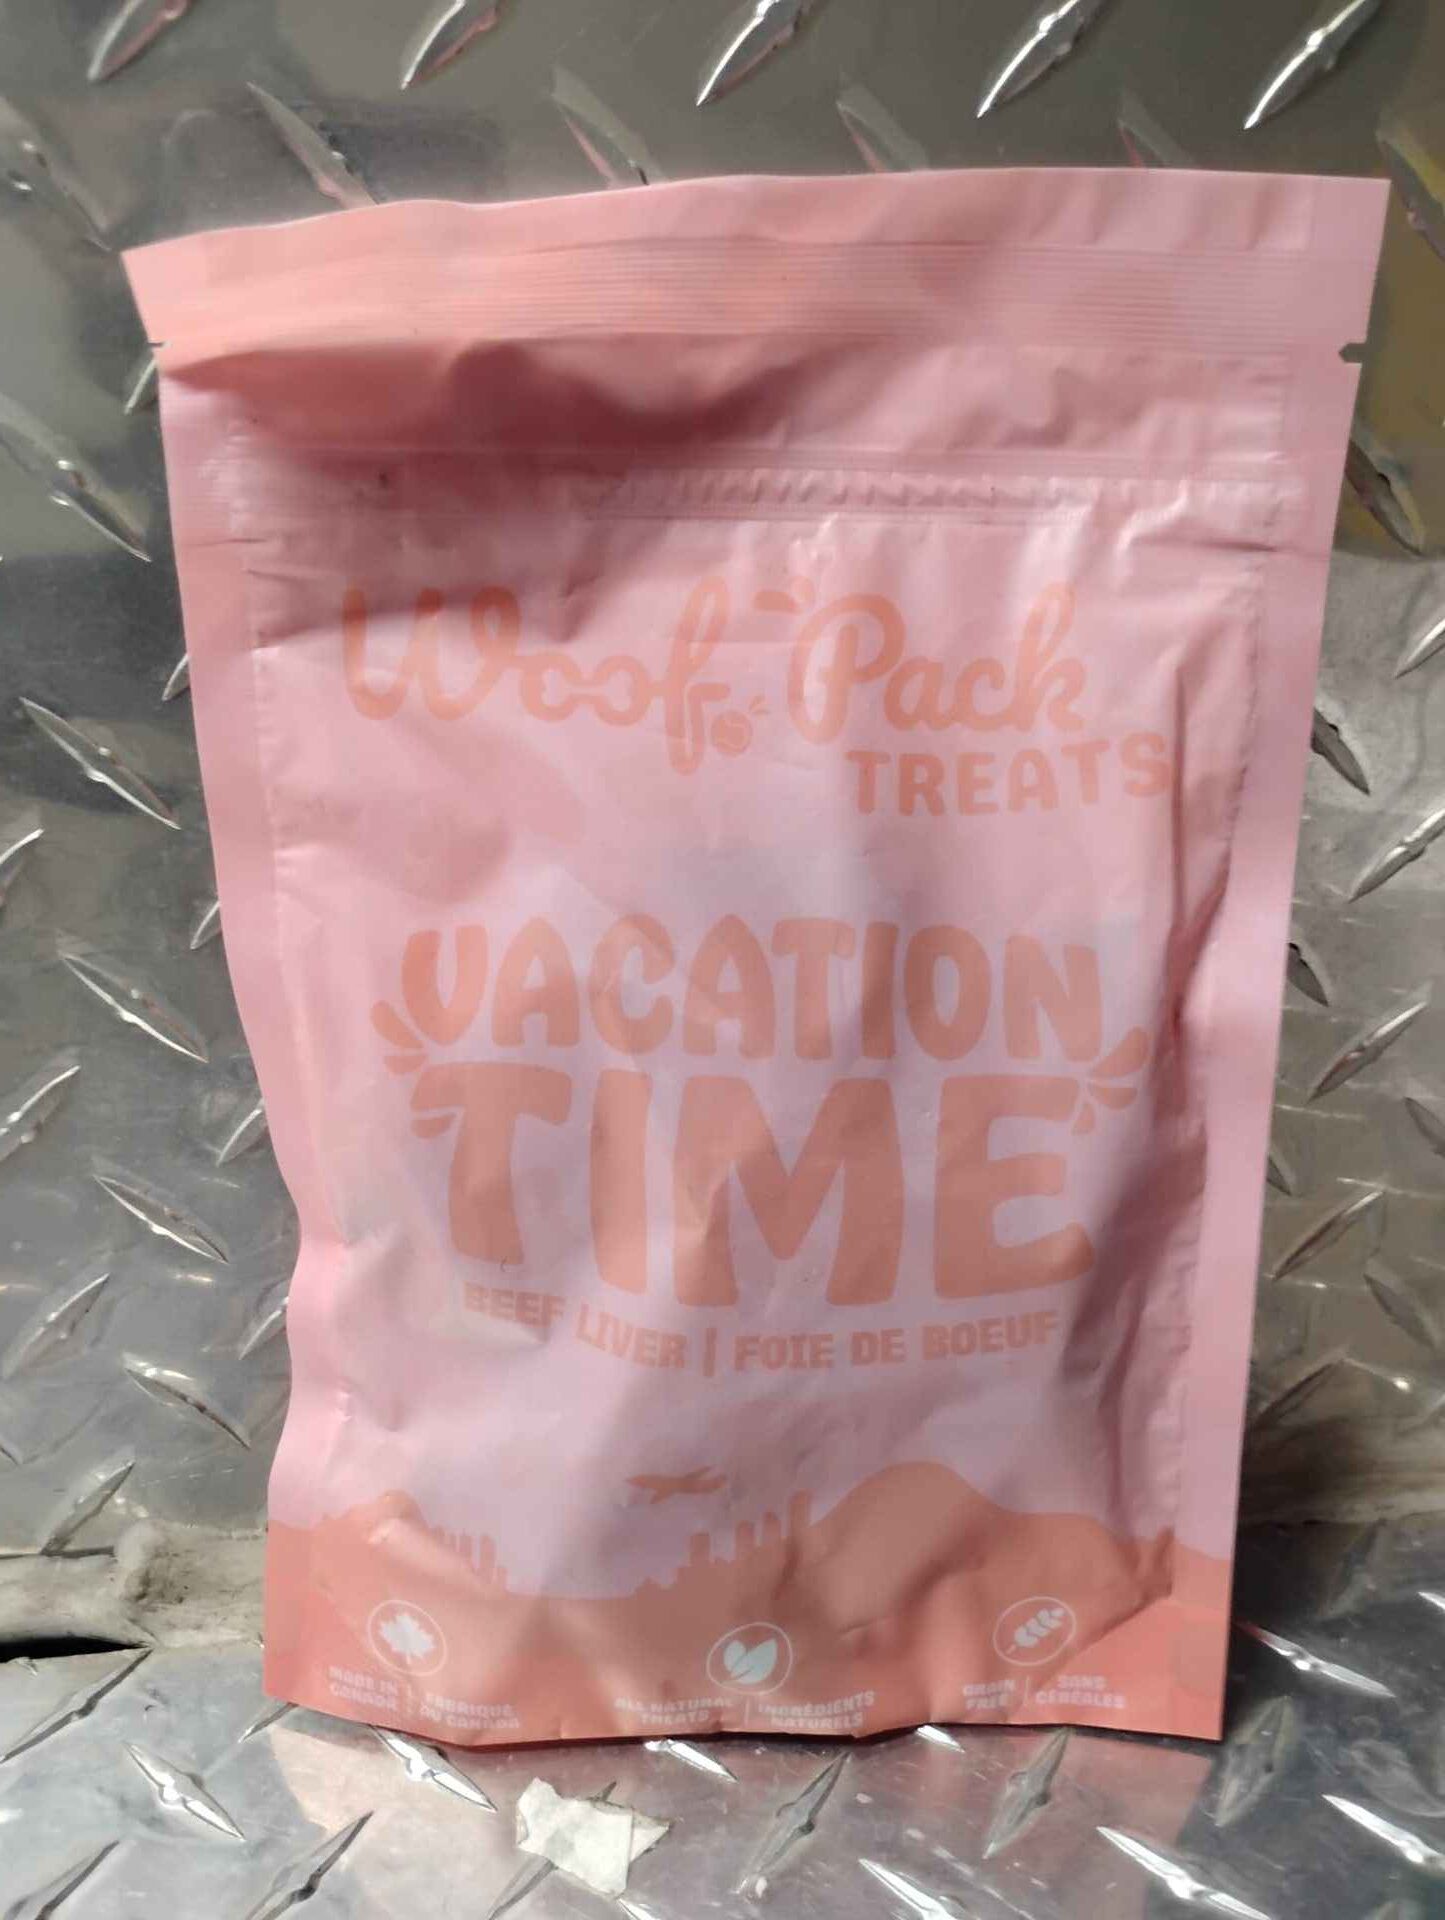 Woof Pack
TREATS
VACATION
TIME
BEEF LIVER | FOIE DE BOEUF
MADE IN
CANADA | FABRIQUÉ
AU CANADA
ALL NATURAL
TREATS | INGRÉDIENTS
NATURELS
GRAIN
FREE | SANS
CÉRÉALES